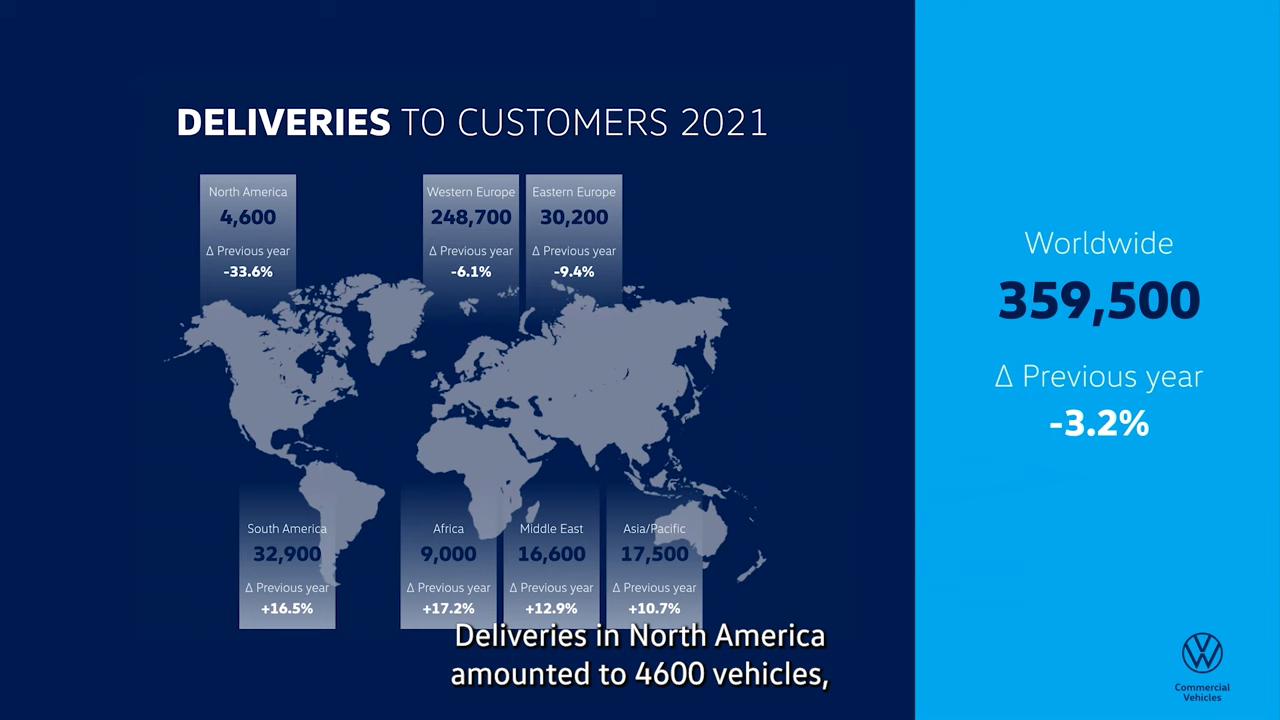 DELIVERIES TO CUSTOMERS 2021
North America
4,600
Δ Previous year
-33.6%
Western Europe
248,700
Δ Previous year
-6.1%
Eastern Europe
30,200
Δ Previous year
-9.4%
South America
32,900
Δ Previous year
+16.5%
Africa
9,000
Δ Previous year
+17.2%
Middle East
16,600
Δ Previous year
+12.9%
Asia/Pacific
17,500
Δ Previous year
+10.7%
Deliveries in North America
amounted to 4600 vehicles,
Worldwide
359,500
Δ Previous year
-3.2%
Commercial
Vehicles